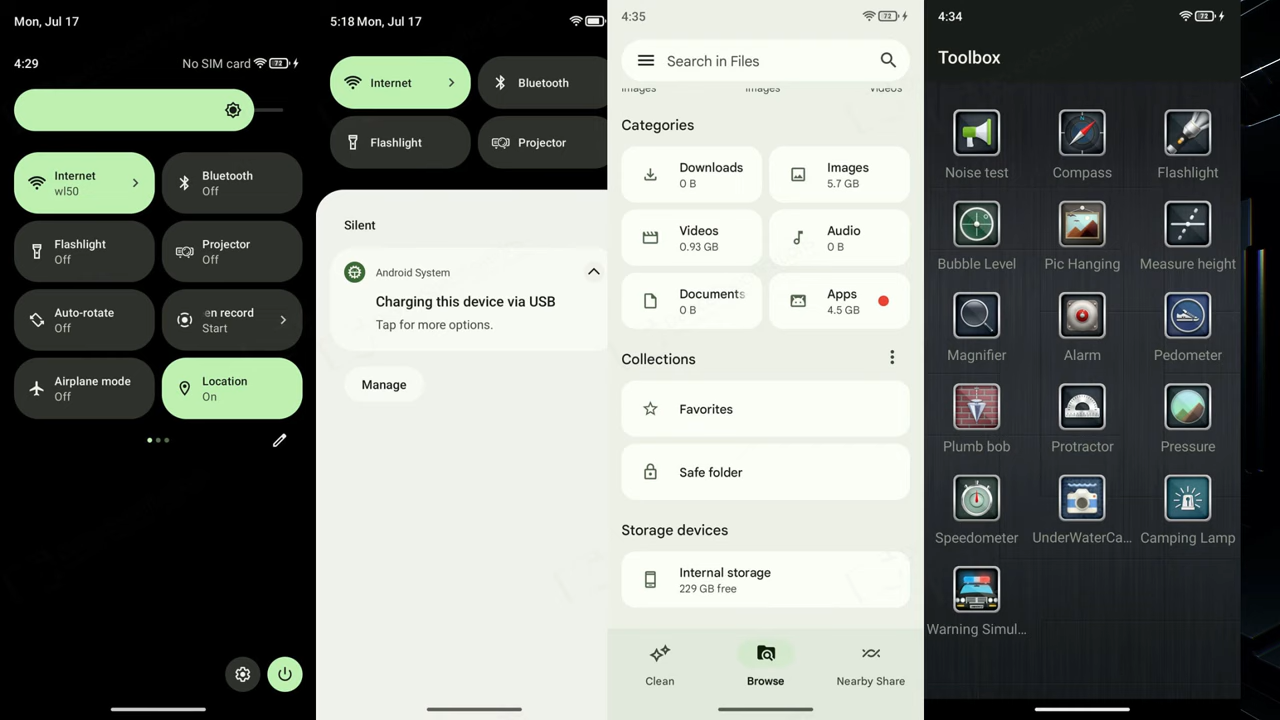 Mon, Jul 17
4:29
No SIM card
72
Internet
wl50
Bluetooth
Off
Flashlight
Off
Projector
Off
Auto-rotate
Off
en record
Start
Airplane mode
Off
Location
On
5:18 Mon, Jul 17
Internet
Bluetooth
Flashlight
Projector
Silent
Android System
Charging this device via USB
Tap for more options.
Manage
4:35
72
Search in Files
Images
Images
Videos
Categories
Downloads
0 B
Images
5.7 GB
Videos
0.93 GB
Audio
0 B
Documents
0 B
Apps
4.5 GB
Collections
Favorites
Safe folder
Storage devices
Internal storage
229 GB free
Clean
Browse
Nearby Share
4:34
72
Toolbox
Noise test
Compass
Flashlight
Bubble Level
Pic Hanging
Measure height
Magnifier
Alarm
Pedometer
Plumb bob
Protractor
Pressure
Speedometer
UnderWaterCa...
Camping Lamp
Warning Simul...